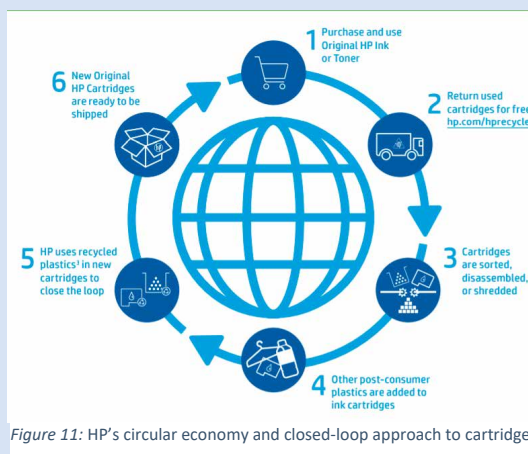 1 Purchase and use
Original HP Ink
or Toner
2 Return used
cartridges for free
hp.com/hprecycle
3 Cartridges
are sorted,
disassembled,
or shredded
4 Other post-consumer
plastics are added to
ink cartridges
5 HP uses recycled
plastics¹ in new
cartridges to
close the loop
6 New Original
HP Cartridges
are ready to be
shipped
hp
Figure 11: HP's circular economy and closed-loop approach to cartridge